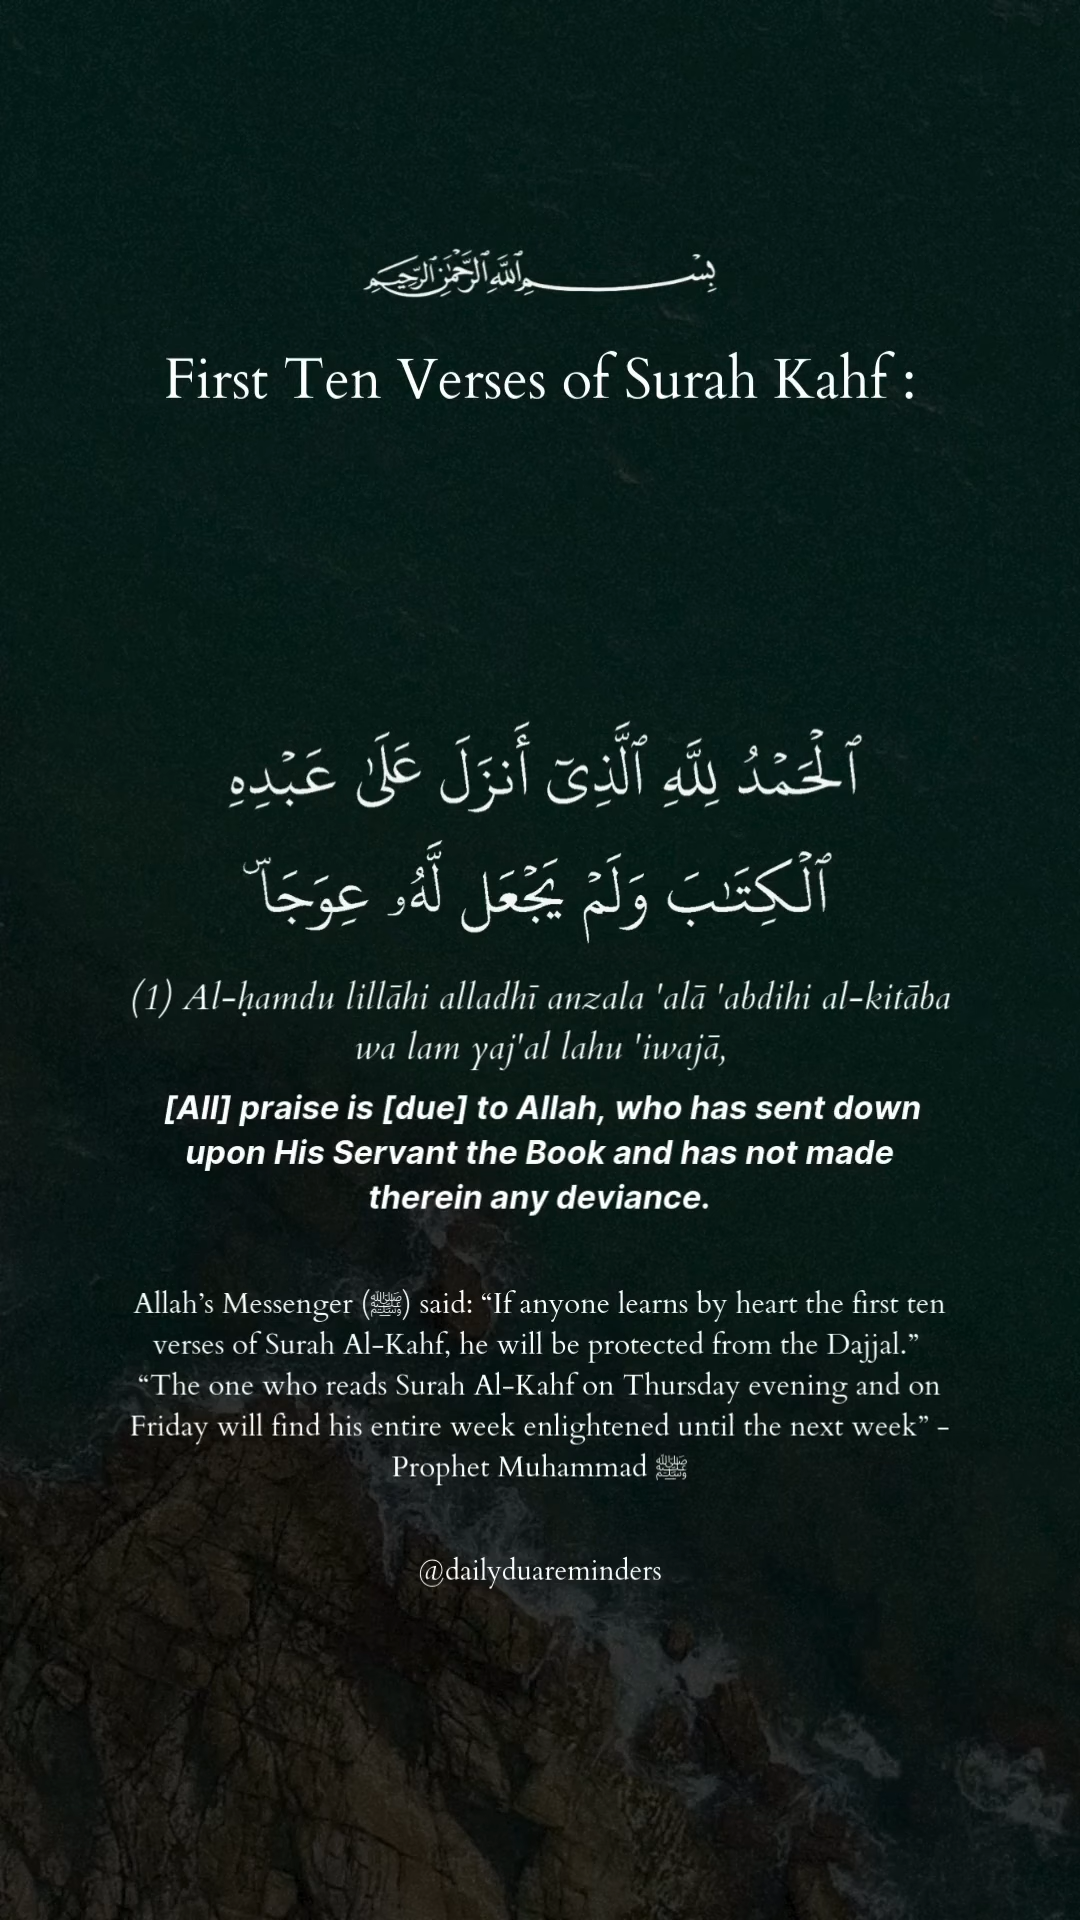 بِسْمِ ٱللَّهِ ٱلرَّحْمَٰنِ ٱلرَّحِيمِ
First Ten Verses of Surah Kahf :
ٱلْحَمْدُ لِلَّهِ ٱلَّذِىٓ أَنزَلَ عَلَىٰ عَبْدِهِ
ٱلْكِتَـٰبَ وَلَمْ يَجْعَل لَّهُۥ عِوَجَاۜ
(1) Al-ḥamdu lillāhi alladhī anzala 'alā 'abdihi al-kitāba
wa lam yaj'al lahu 'iwajā,
[All] praise is [due] to Allah, who has sent down
upon His Servant the Book and has not made
therein any deviance.
Allah’s Messenger (ﷺ) said: “If anyone learns by heart the first ten
verses of Surah Al-Kahf, he will be protected from the Dajjal.”
“The one who reads Surah Al-Kahf on Thursday evening and on
Friday will find his entire week enlightened until the next week” -
Prophet Muhammad ﷺ
@dailyduareminders